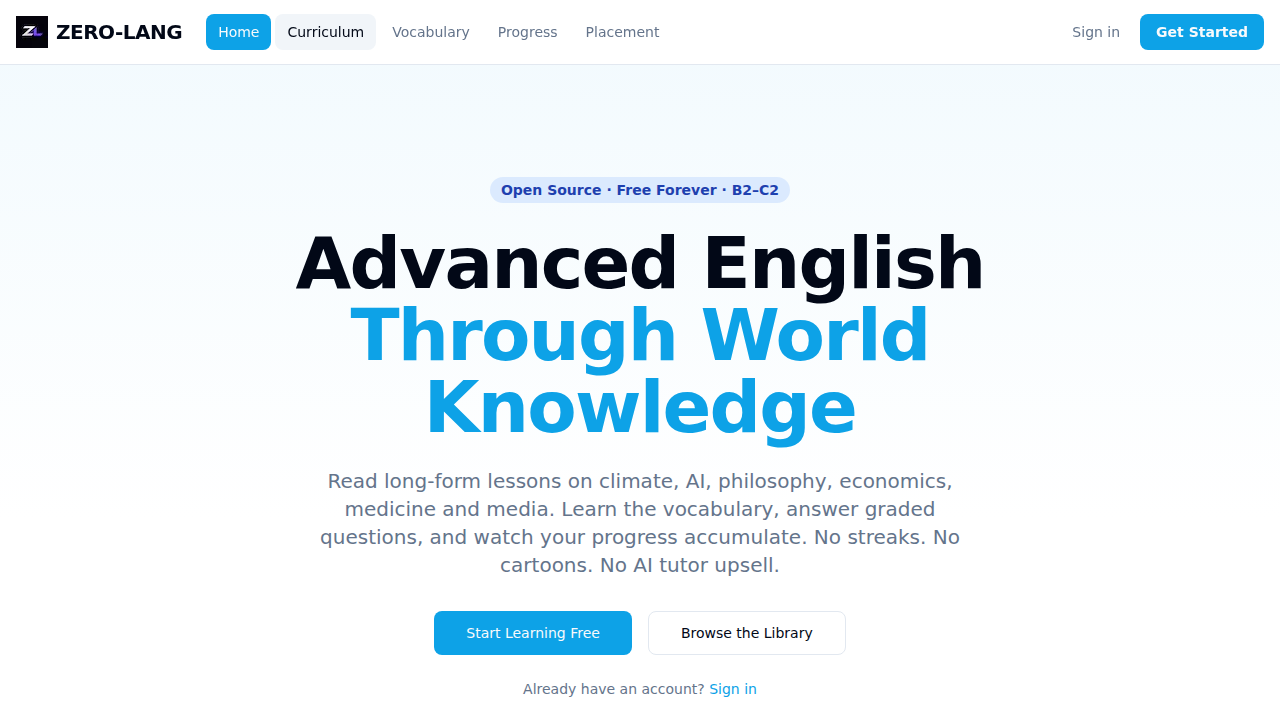 ZL ZERO-LANG Home Curriculum Vocabulary Progress Placement Sign in Get Started
Open Source · Free Forever · B2–C2
Advanced English
Through World
Knowledge
Read long-form lessons on climate, AI, philosophy, economics,
medicine and media. Learn the vocabulary, answer graded
questions, and watch your progress accumulate. No streaks. No
cartoons. No AI tutor upsell.
Start Learning Free Browse the Library
Already have an account? Sign in